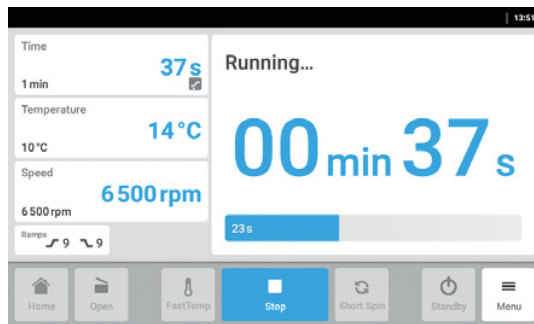 13:51
Time
37 s
1 min
Temperature
14 °C
10 °C
Speed
6 500 rpm
6 500 rpm
Ramps 9 9
Running...
00 min 37 s
23 s
Home
Open
FastTemp
Stop
Short Spin
Standby
Menu